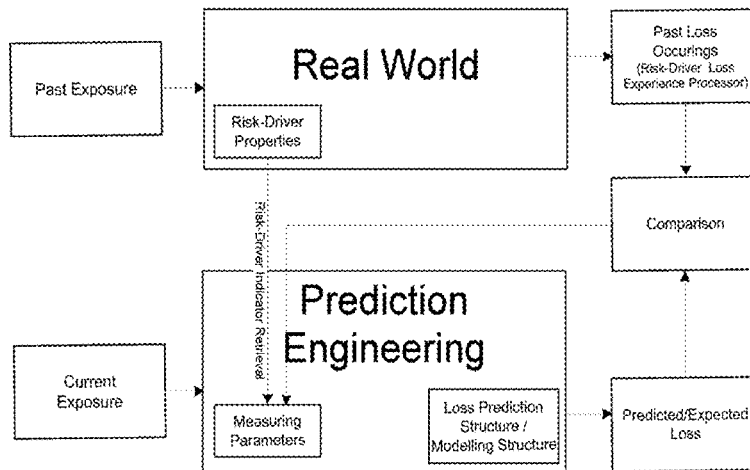 Real World
Past Exposure
Risk-Driver
Properties
Past Loss
Occurings
(Risk-Driver Loss
Experience Processor)
Risk-Driver Indicator Retrieval
Comparison
Prediction
Engineering
Current
Exposure
Measuring
Parameters
Loss Prediction
Structure /
Modelling Structure
Predicted/Expected
Loss